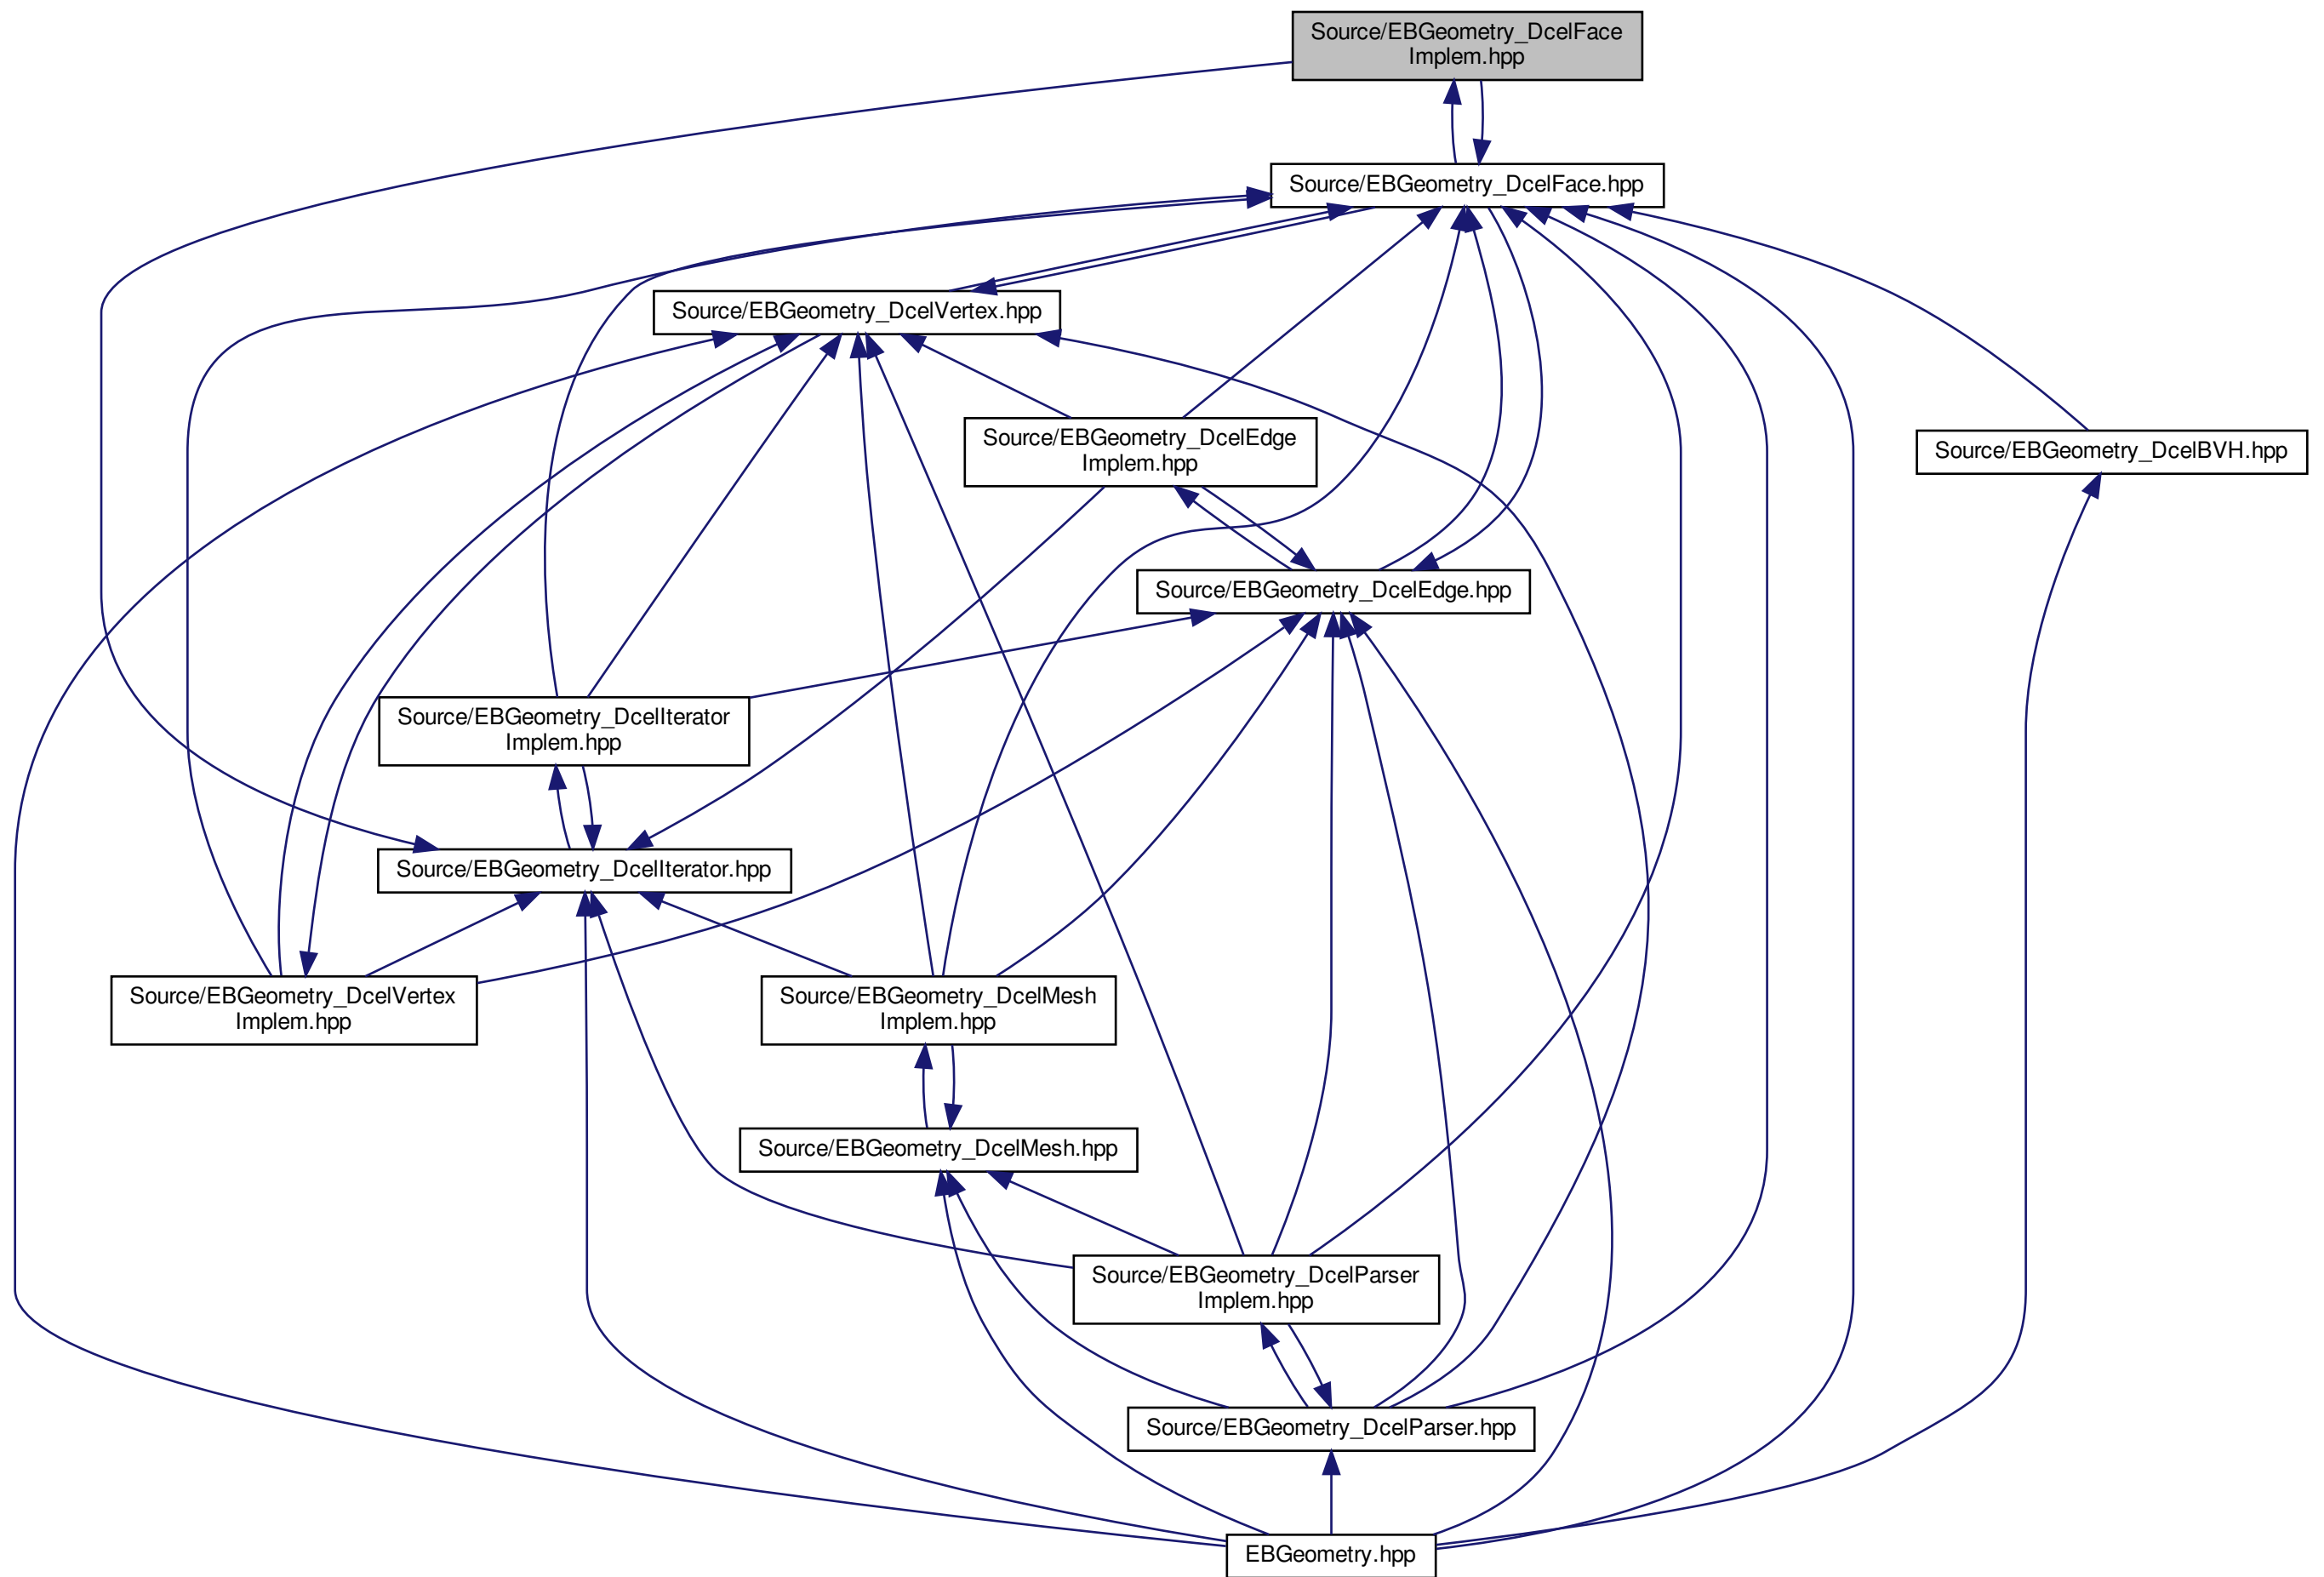 Source/EBGeometry_DcelFace
Implem.hpp
Source/EBGeometry_DcelFace.hpp
Source/EBGeometry_DcelVertex.hpp
Source/EBGeometry_DcelEdge
Implem.hpp
Source/EBGeometry_DcelBVH.hpp
Source/EBGeometry_DcelEdge.hpp
Source/EBGeometry_DcelIterator
Implem.hpp
Source/EBGeometry_DcelIterator.hpp
Source/EBGeometry_DcelVertex
Implem.hpp
Source/EBGeometry_DcelMesh
Implem.hpp
Source/EBGeometry_DcelMesh.hpp
Source/EBGeometry_DcelParser
Implem.hpp
Source/EBGeometry_DcelParser.hpp
EBGeometry.hpp